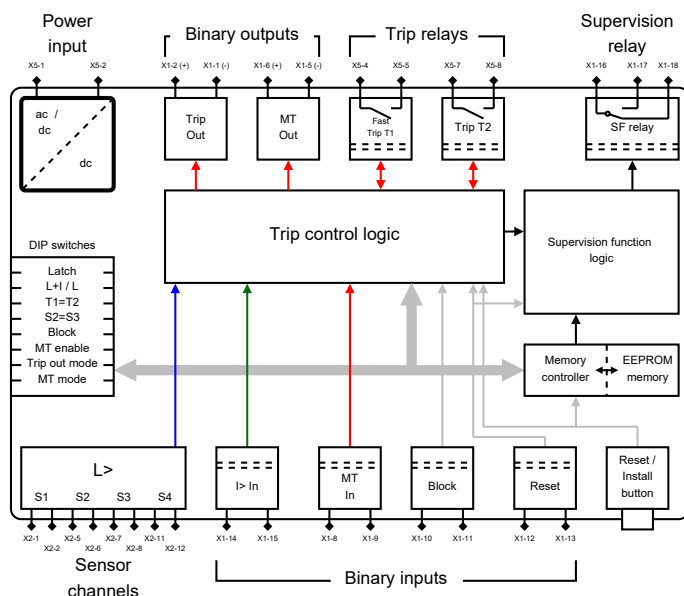 Power
input
Binary outputs
Trip relays
Supervision
relay
X5-1
X5-2
X1-2 (+)
X1-1 (-)
X1-6 (+)
X1-5 (-)
X5-4
X5-5
X5-7
X5-8
X1-16
X1-17
X1-18
ac /
dc
dc
Trip
Out
MT
Out
Fast
Trip T1
Trip T2
SF relay
Trip control logic
Supervision function
logic
DIP switches
Latch
L+I / L
T1=T2
S2=S3
Block
MT enable
Trip out mode
MT mode
Memory
controller
EEPROM
memory
L>
S1
S2
S3
S4
I> In
MT
In
Block
Reset
Reset /
Install
button
X2-1
X2-2
X2-5
X2-6
X2-7
X2-8
X2-11
X2-12
X1-14
X1-15
X1-8
X1-9
X1-10
X1-11
X1-12
X1-13
Sensor
channels
Binary inputs